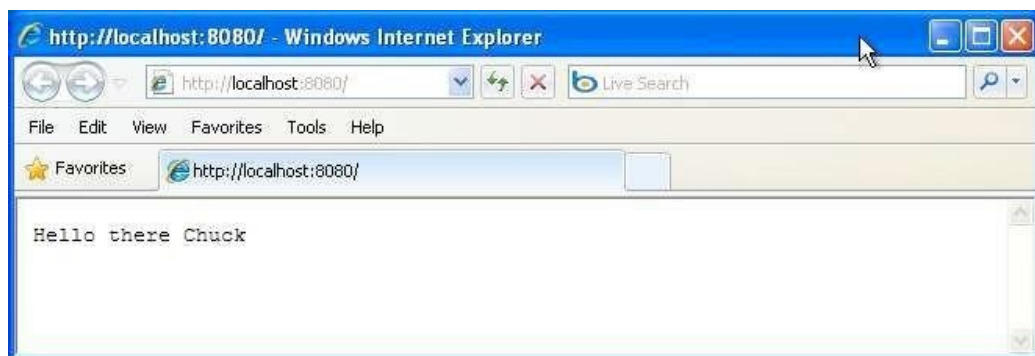 http://localhost:8080/ - Windows Internet Explorer
http://localhost:8080/ Live Search
File Edit View Favorites Tools Help
Favorites http://localhost:8080/
Hello there Chuck